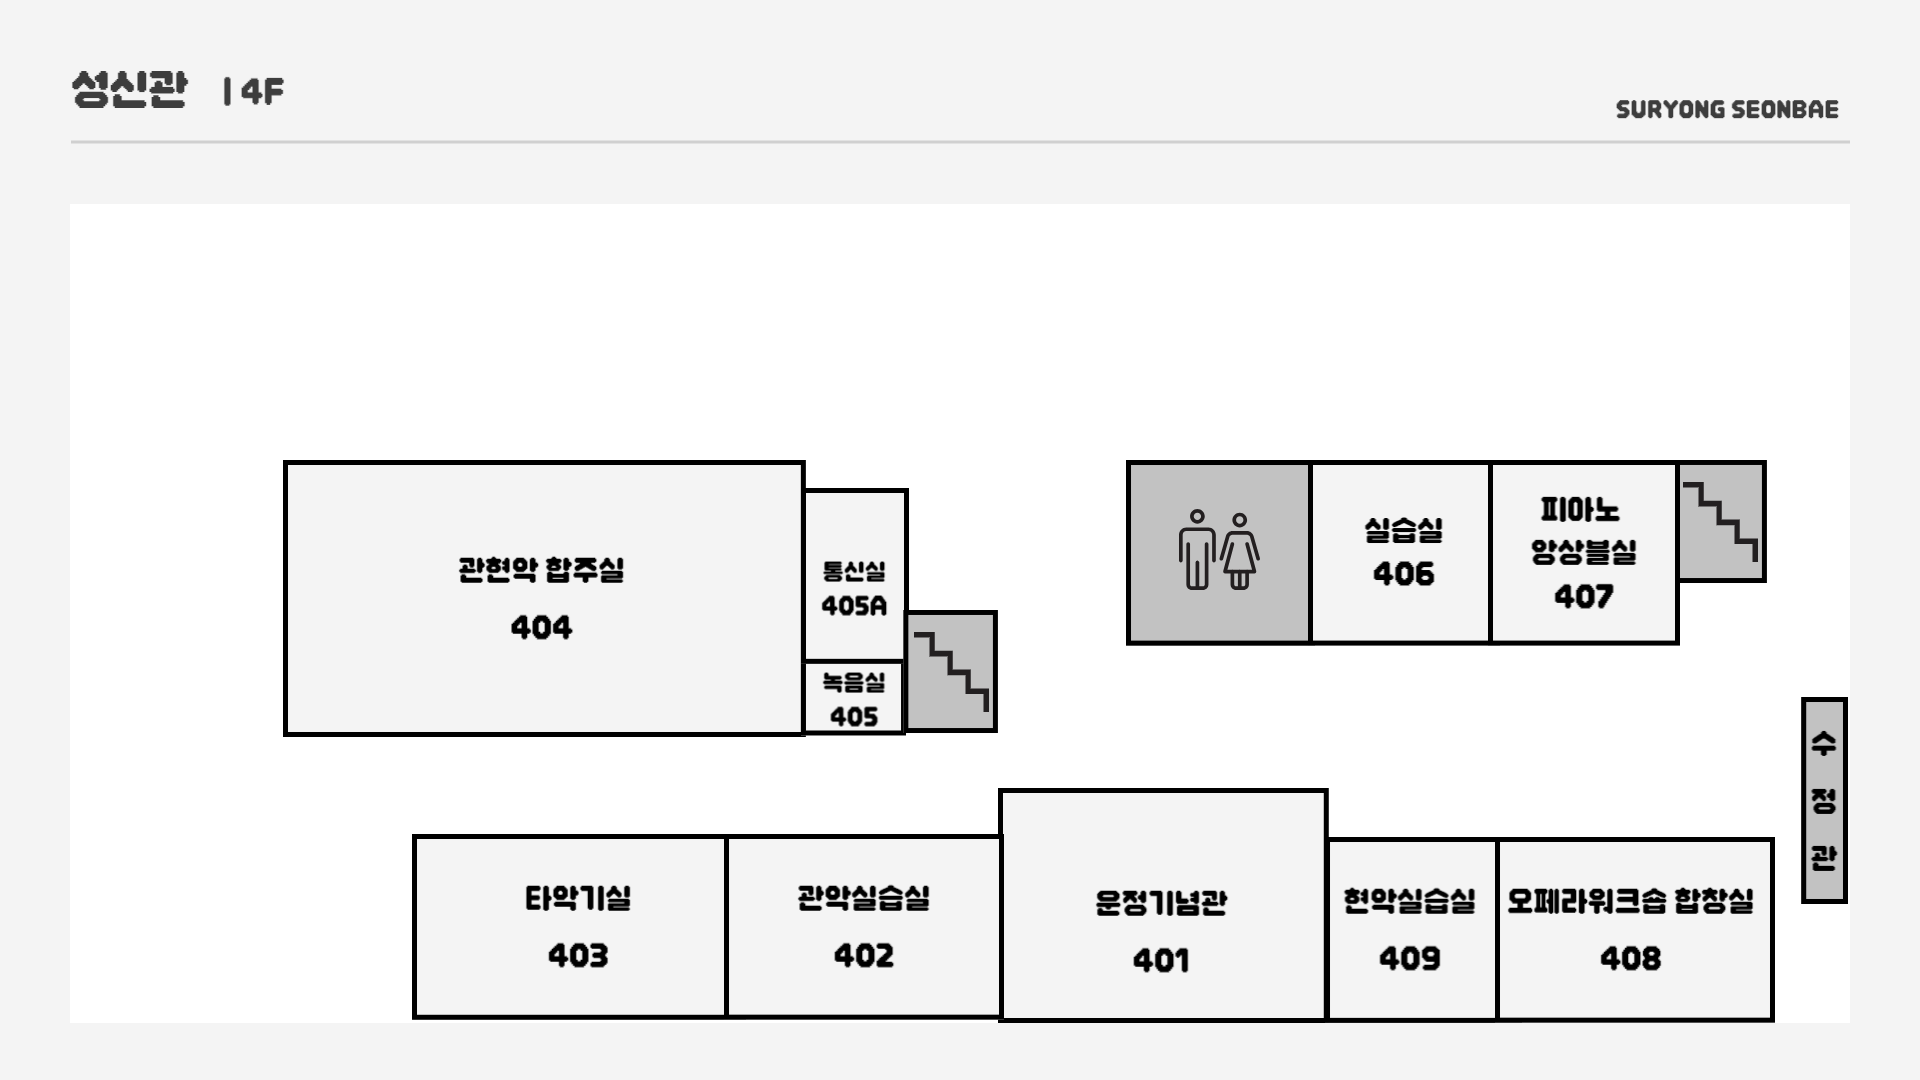 성신관 | 4F
SURYONG SEONBAE
관현악 합주실
404
통신실
405A
녹음실
405
실습실
406
피아노
앙상블실
407
수
정
관
타악기실
403
관악실습실
402
운정기념관
401
현악실습실
409
오페라워크숍 합창실
408